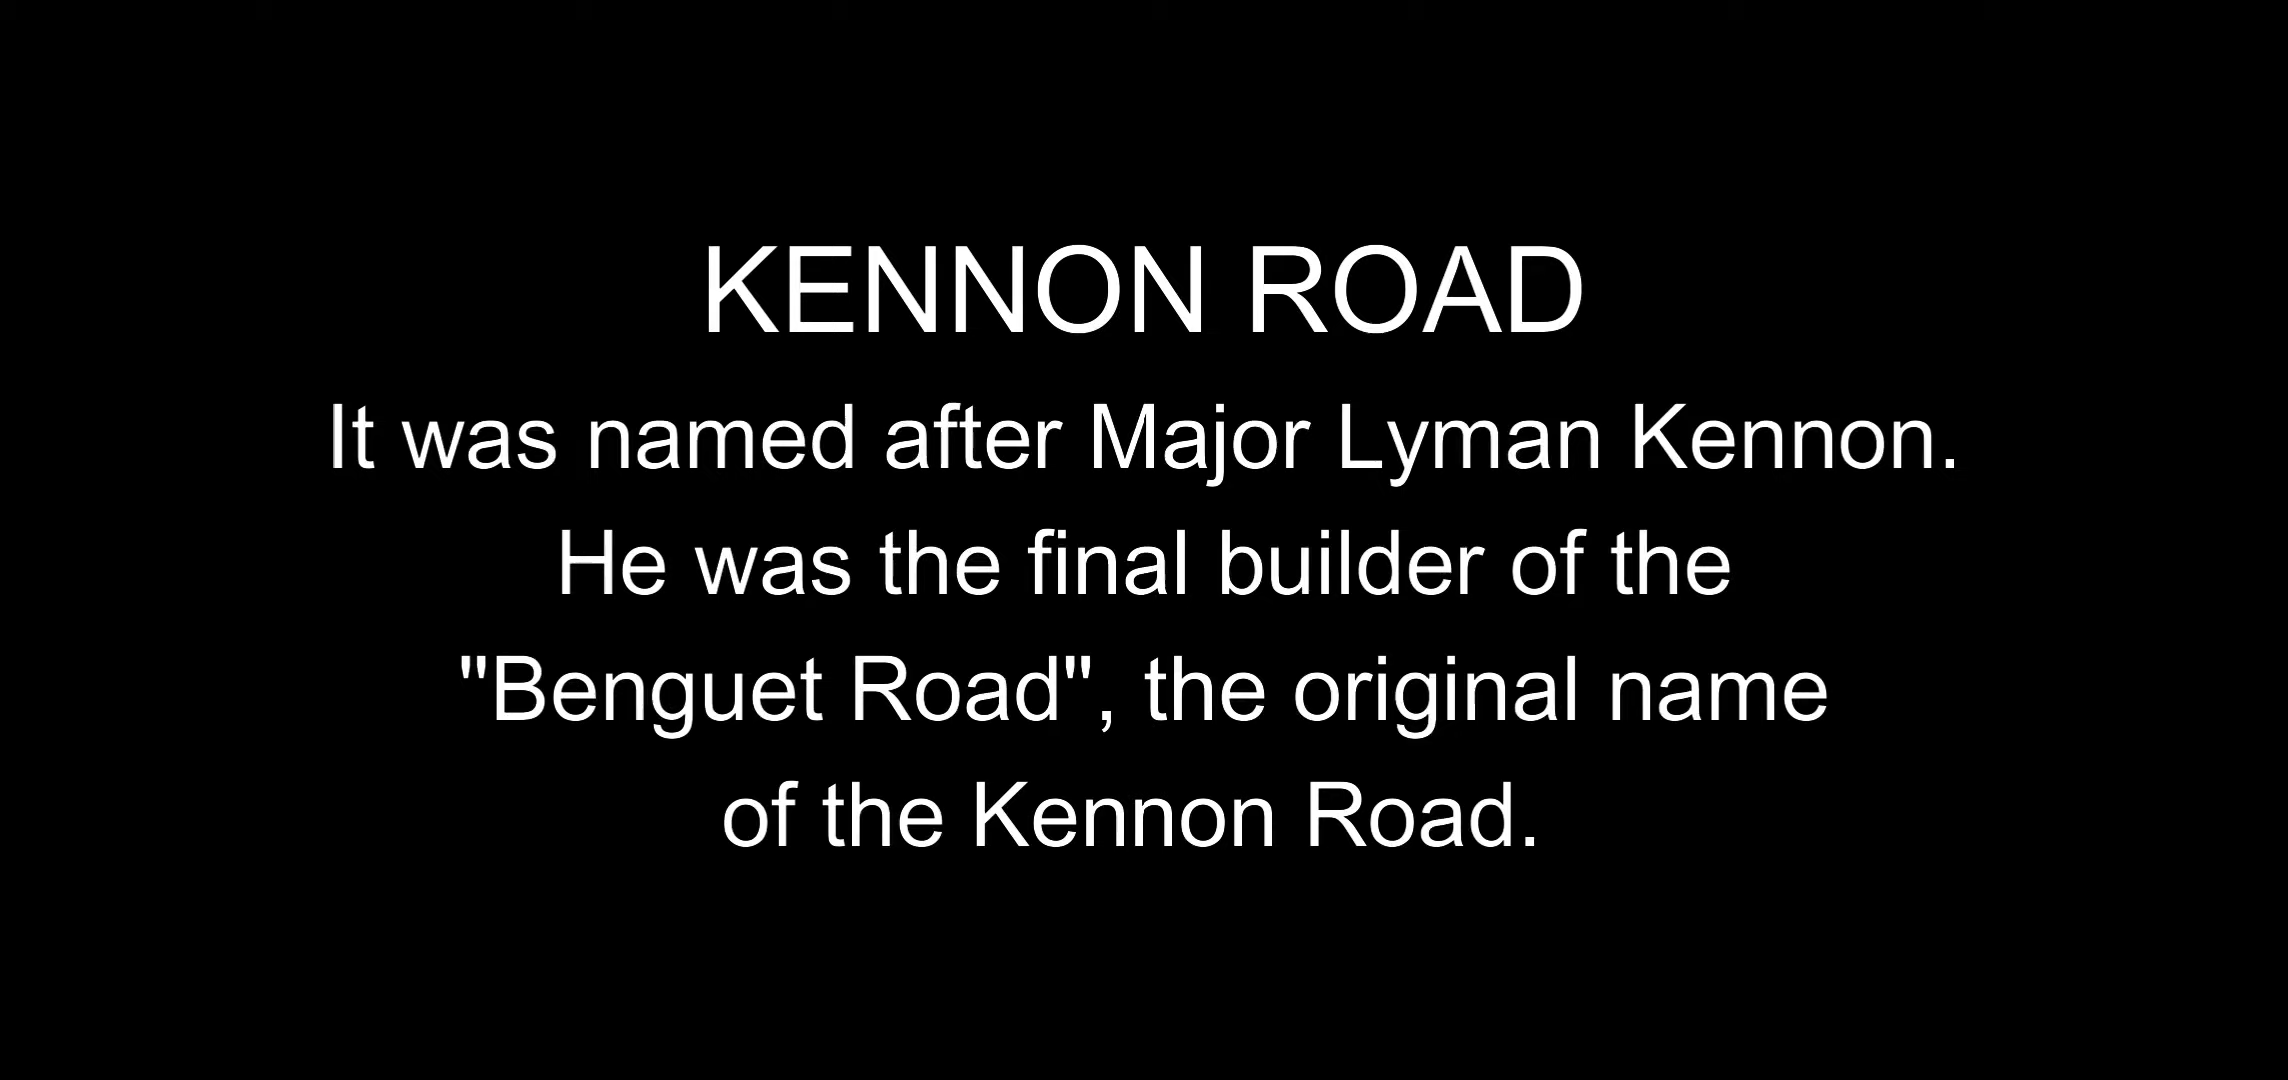 KENNON ROAD
It was named after Major Lyman Kennon.
He was the final builder of the
"Benguet Road", the original name
of the Kennon Road.